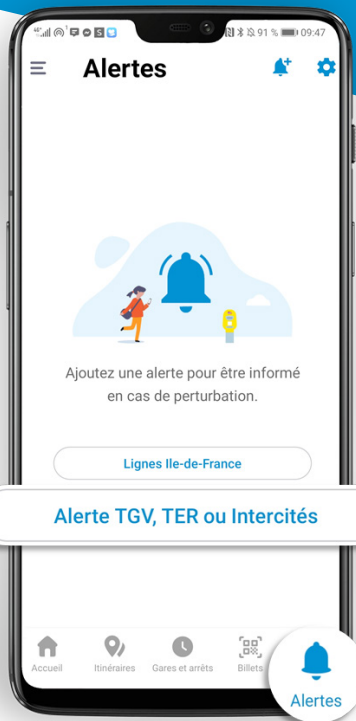 91 % 09:47
Alertes
Ajoutez une alerte pour être informé
en cas de perturbation.
Lignes Ile-de-France
Alerte TGV, TER ou Intercités
Accueil
Itinéraires
Gares et arrêts
Billets
Alertes